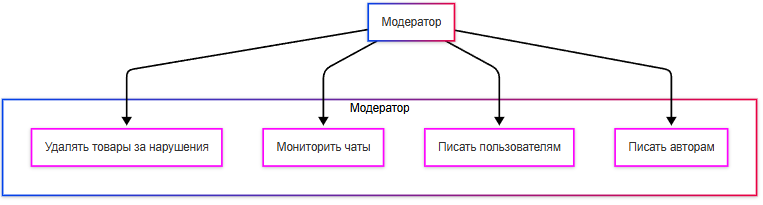 Модератор
Модератор
Удалять товары за нарушения
Мониторить чаты
Писать пользователям
Писать авторам